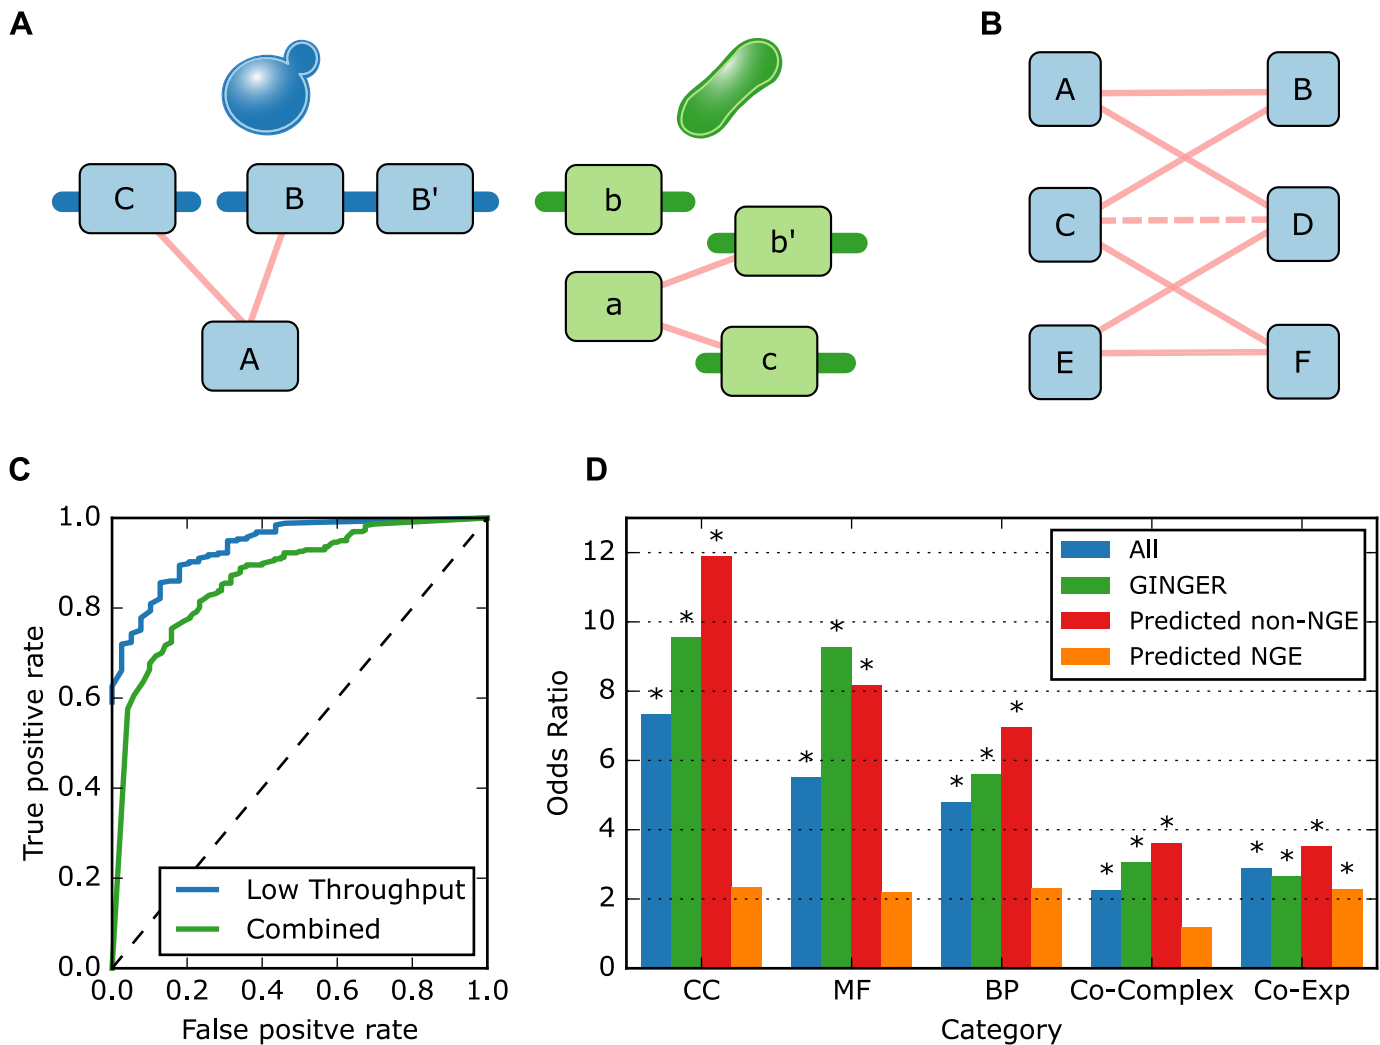 A
B
C
B
B'
A
b
b'
a
c
A
B
C
D
E
F
C
D
1.0
0.8
0.6
0.4
0.2
0.0
0.0 0.2 0.4 0.6 0.8 1.0
True positive rate
False positve rate
Low Throughput
Combined
12
10
8
6
4
2
0
Odds Ratio
* * *
* * *
* * *
* * *
* * * *
All
GINGER
Predicted non-NGE
Predicted NGE
CC MF BP Co-Complex Co-Exp
Category